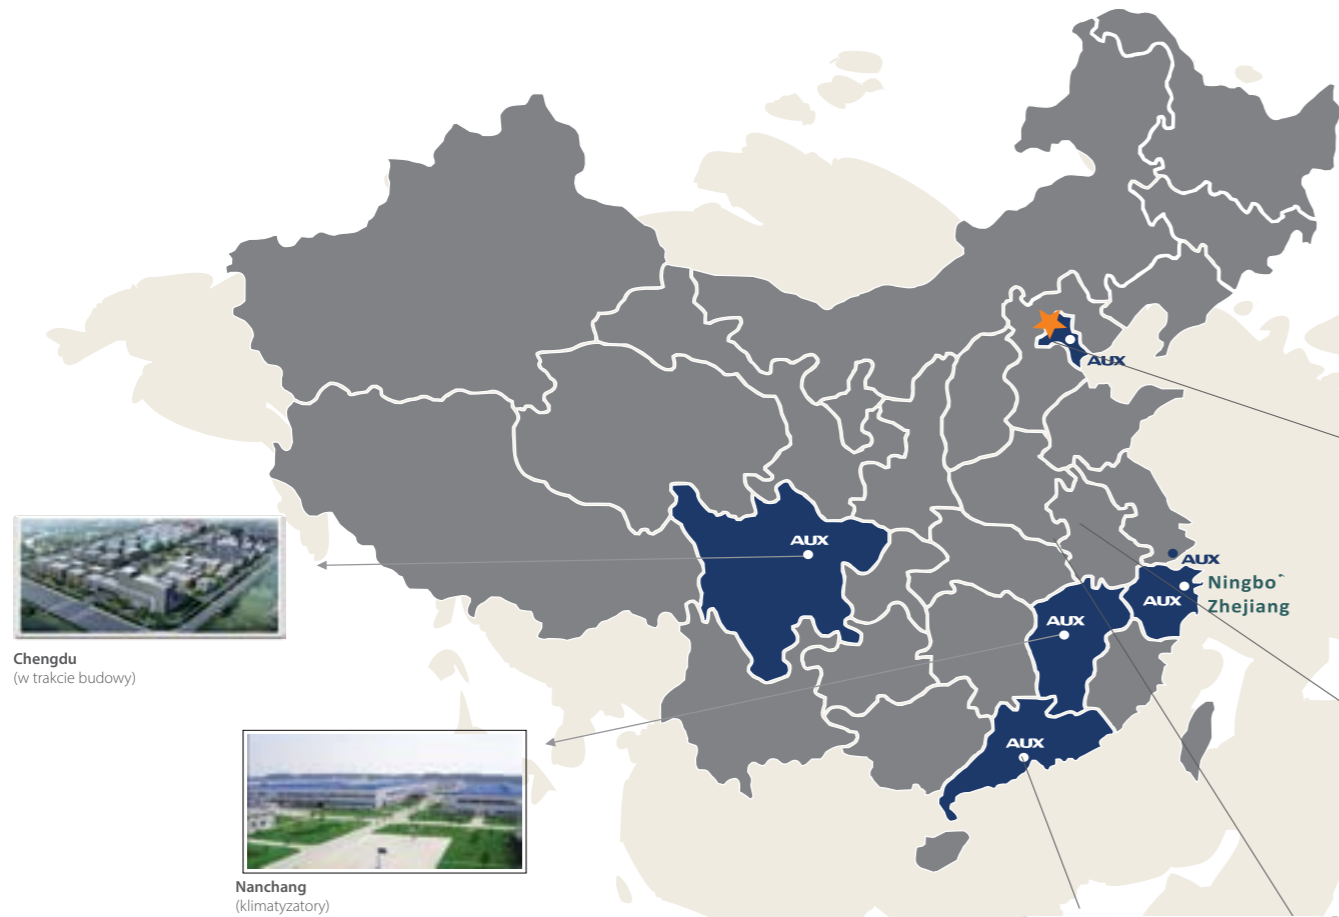 AUX
AUX
AUX
Ningbo
Zhejiang
AUX
AUX
AUX
Chengdu
(w trakcie budowy)
Nanchang
(klimatyzatory)